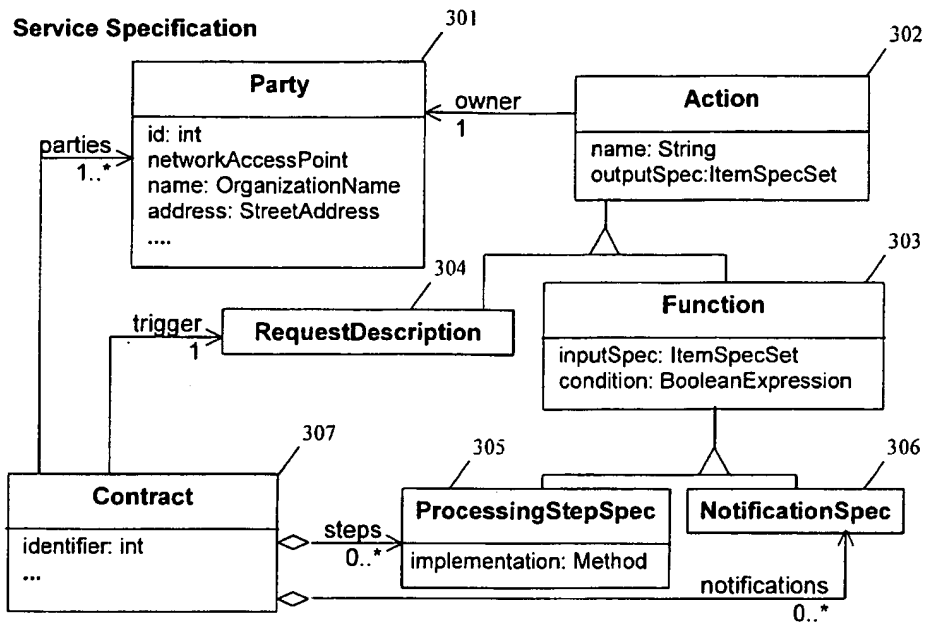 Service Specification
301
302
Party
Action
owner
1
id: int
networkAccessPoint
name: OrganizationName
address: StreetAddress
....
name: String
outputSpec:ItemSpecSet
parties
1..*
303
304
Function
trigger
1
RequestDescription
inputSpec: ItemSpecSet
condition: BooleanExpression
307
305
306
Contract
ProcessingStepSpec
NotificationSpec
identifier: int
...
steps
0..*
implementation: Method
notifications
0..*